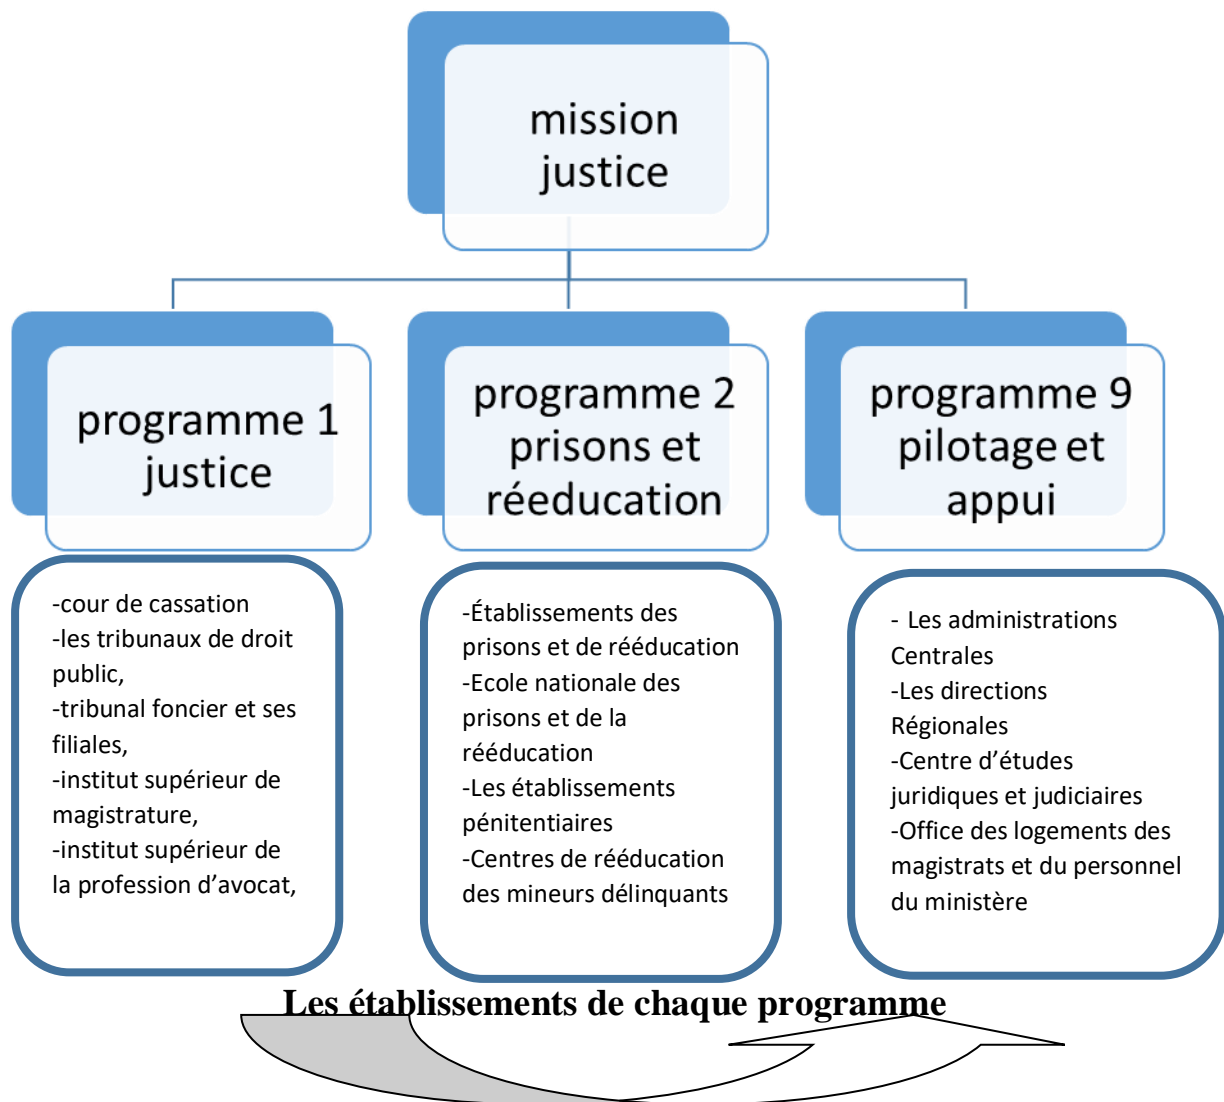 mission
justice
programme 1
justice
programme 2
prisons et
réeducation
programme 9
pilotage et
appui
-cour de cassation
-les tribunaux de droit
public,
-tribunal foncier et ses
filiales,
-institut supérieur de
magistrature,
-institut supérieur de
la profession d’avocat,
-Établissements des
prisons et de rééducation
-Ecole nationale des
prisons et de la
rééducation
-Les établissements
pénitentiaires
-Centres de rééducation
des mineurs délinquants
- Les administrations
Centrales
-Les directions
Régionales
-Centre d’études
juridiques et judiciaires
-Office des logements des
magistrats et du personnel
du ministère
Les établissements de chaque programme